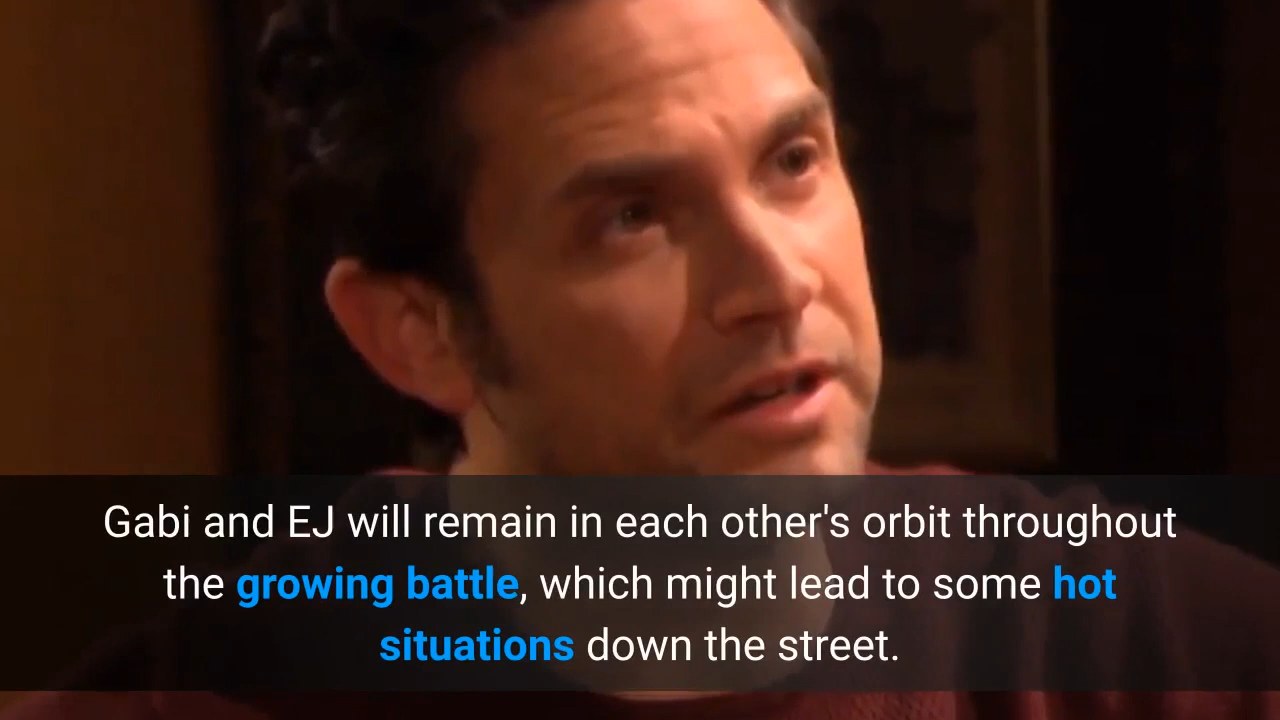 Gabi and EJ will remain in each other's orbit throughout
the growing battle, which might lead to some hot
situations down the street.